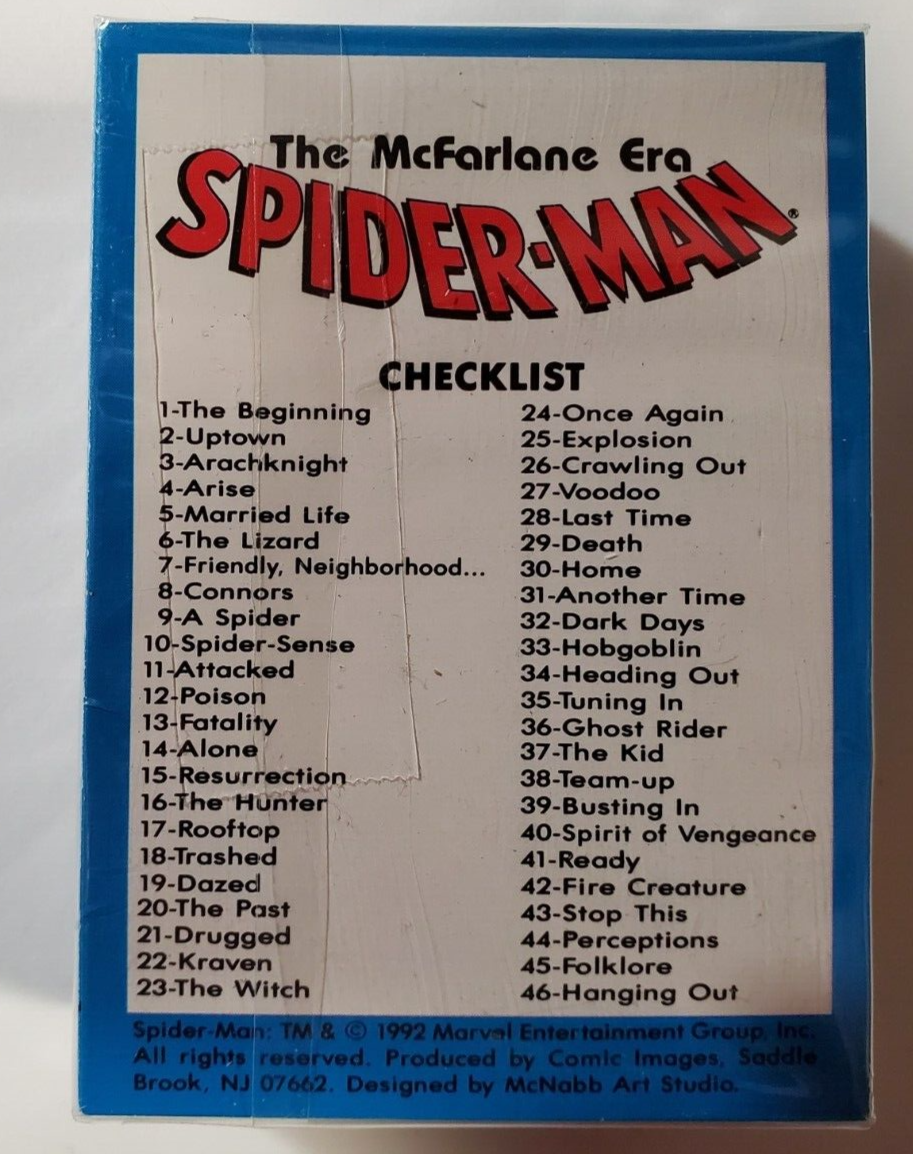 The McFarlane Era
SPIDER-MAN®
CHECKLIST
1-The Beginning
2-Uptown
3-Arachknight
4-Arise
5-Married Life
6-The Lizard
7-Friendly, Neighborhood...
8-Connors
9-A Spider
10-Spider-Sense
11-Attacked
12-Poison
13-Fatality
14-Alone
15-Resurrection
16-The Hunter
17-Rooftop
18-Trashed
19-Dazed
20-The Past
21-Drugged
22-Kraven
23-The Witch
24-Once Again
25-Explosion
26-Crawling Out
27-Voodoo
28-Last Time
29-Death
30-Home
31-Another Time
32-Dark Days
33-Hobgoblin
34-Heading Out
35-Tuning In
36-Ghost Rider
37-The Kid
38-Team-up
39-Busting In
40-Spirit of Vengeance
41-Ready
42-Fire Creature
43-Stop This
44-Perceptions
45-Folklore
46-Hanging Out
Spider-Man: TM & © 1992 Marvel Entertainment Group, Inc.
All rights reserved. Produced by Comic Images, Saddle
Brook, NJ 07662. Designed by McNabb Art Studio.